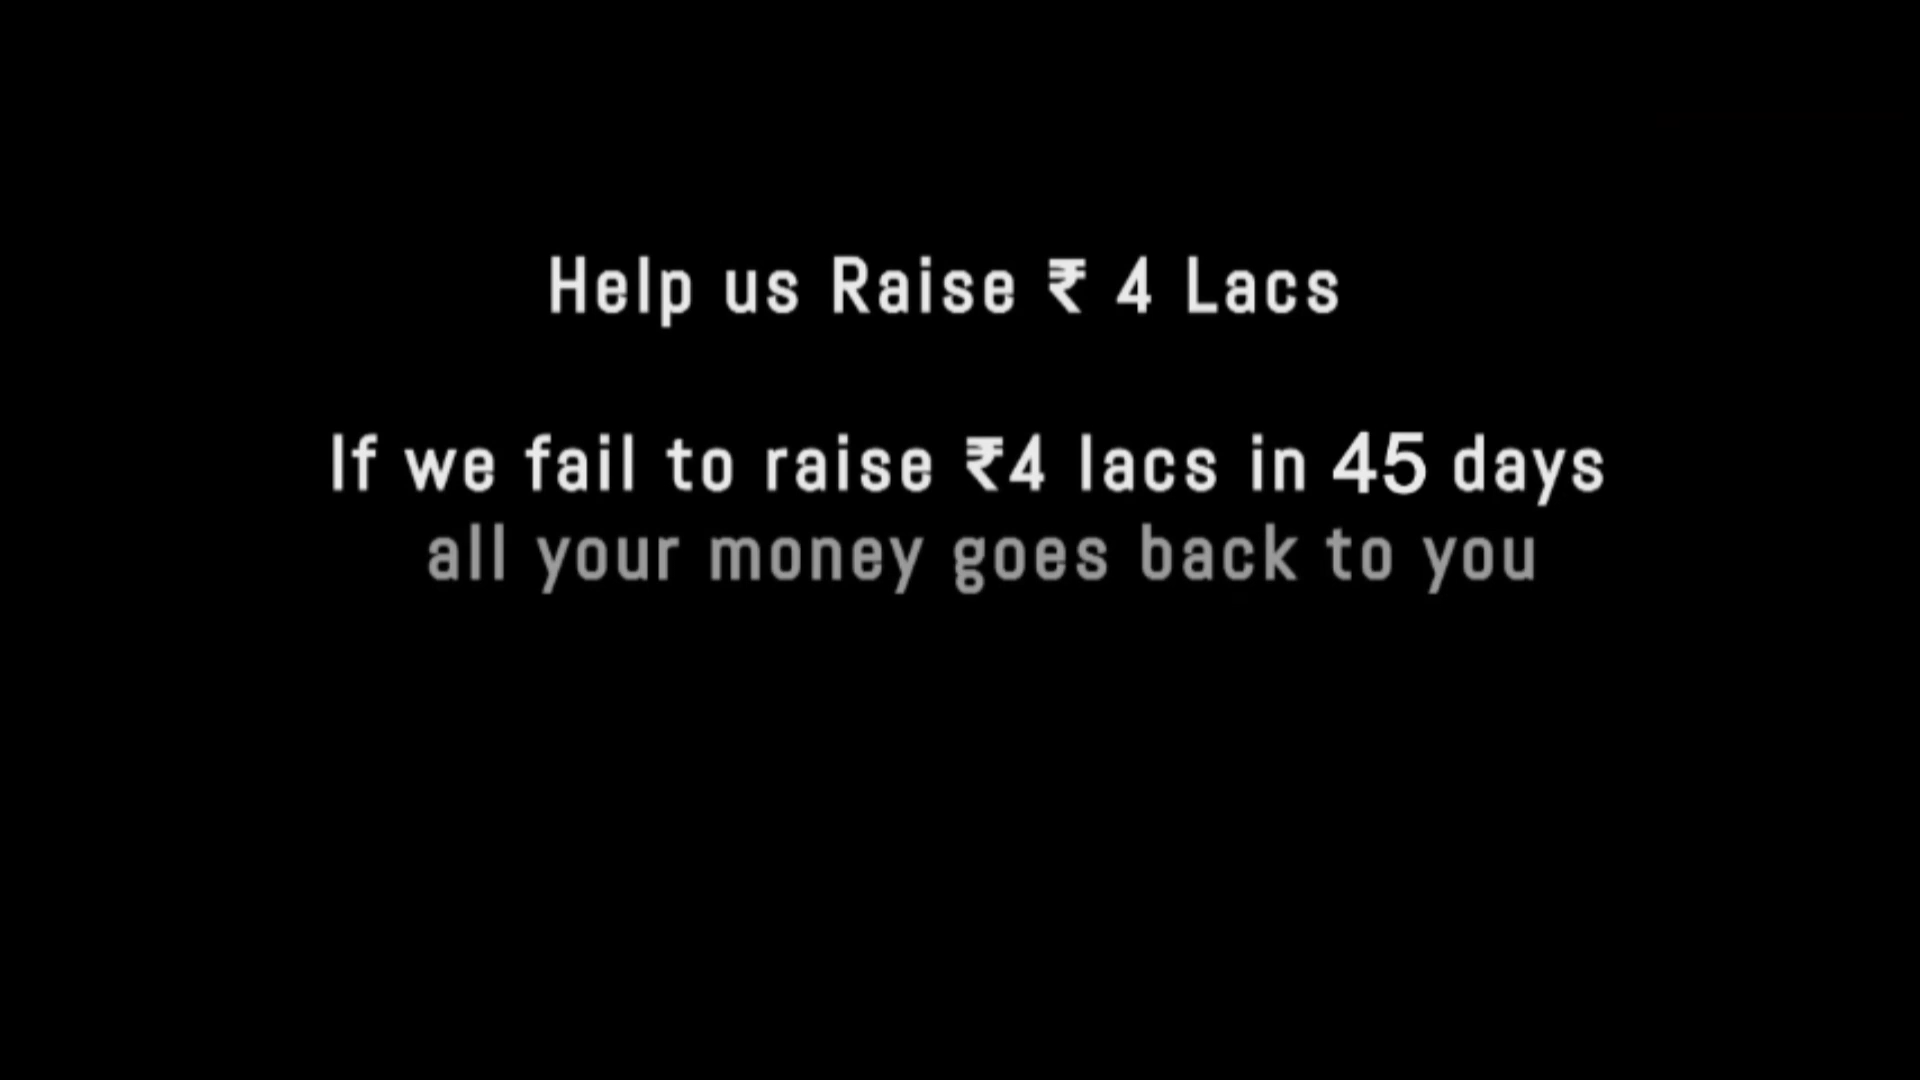 Help us Raise ₹ 4 Lacs
If we fail to raise ₹4 lacs in 45 days
all your money goes back to you